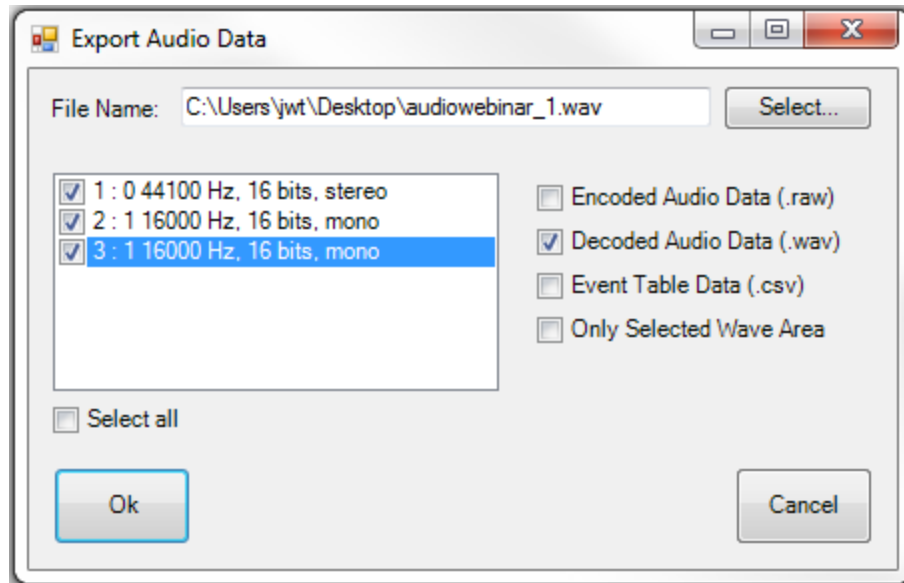 Export Audio Data
File Name: C:\Users\jwt\Desktop\audiowebinar_1.wav Select...
1 : 0 44100 Hz, 16 bits, stereo
2 : 1 16000 Hz, 16 bits, mono
3 : 1 16000 Hz, 16 bits, mono
Encoded Audio Data (.raw)
Decoded Audio Data (.wav)
Event Table Data (.csv)
Only Selected Wave Area
Select all
Ok Cancel